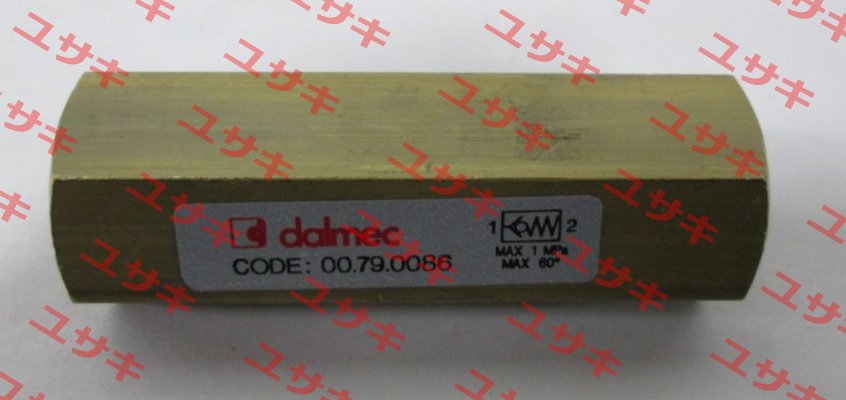 dalmec
CODE: 00.79.0086
1 2
MAX 1 MPa
MAX 60°
ユサキ